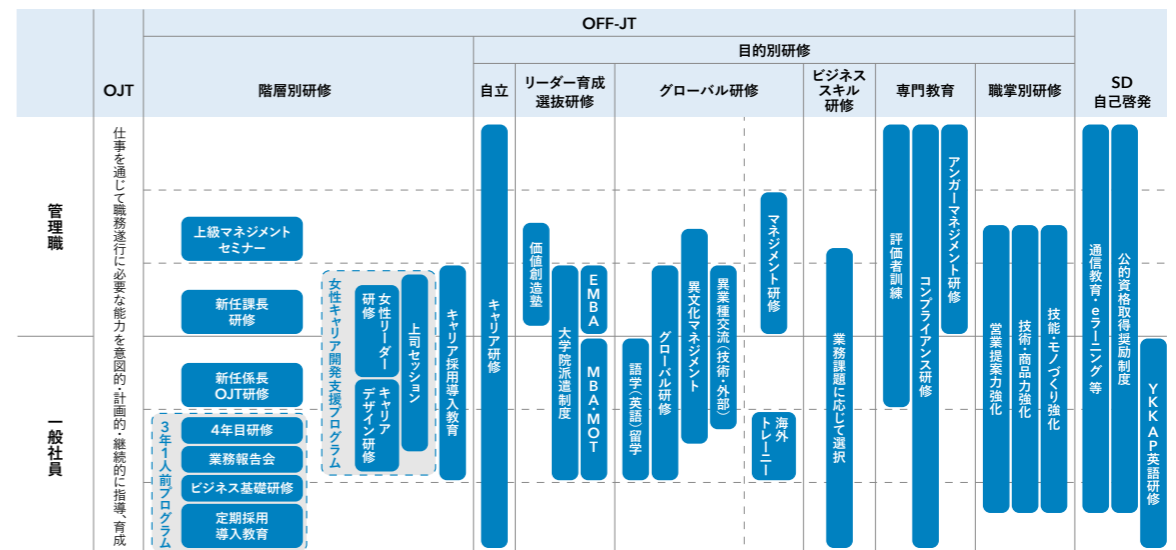 OFF-JT
目的別研修
OJT
階層別研修
自立
リーダー育成
選抜研修
グローバル研修
ビジネス
スキル
研修
専門教育
職掌別研修
SD
自己啓発
管理職
一般社員
仕事を通じて職務遂行に必要な能力を意図的・計画的・継続的に指導、育成
上級マネジメント
セミナー
新任課長
研修
新任係長
OJT研修
3年1人前プログラム
4年目研修
業務報告会
ビジネス基礎研修
定期採用
導入教育
女性キャリア開発支援プログラム
女性リーダー
研修
キャリア
デザイン研修
上司セッション
キャリア採用導入教育
キャリア研修
価値創造塾
大学院派遣制度
EMBA
MBA・MOT
語学(英語)留学
グローバル研修
異文化マネジメント
異業種交流(技術・外部)
マネジメント研修
海外
トレーニー
業務課題に応じて選択
評価者訓練
コンプライアンス研修
アンガーマネジメント研修
営業提案力強化
技術・商品力強化
技能・モノづくり強化
通信教育・eラーニング 等
公的資格取得奨励制度
YKK AP英語研修